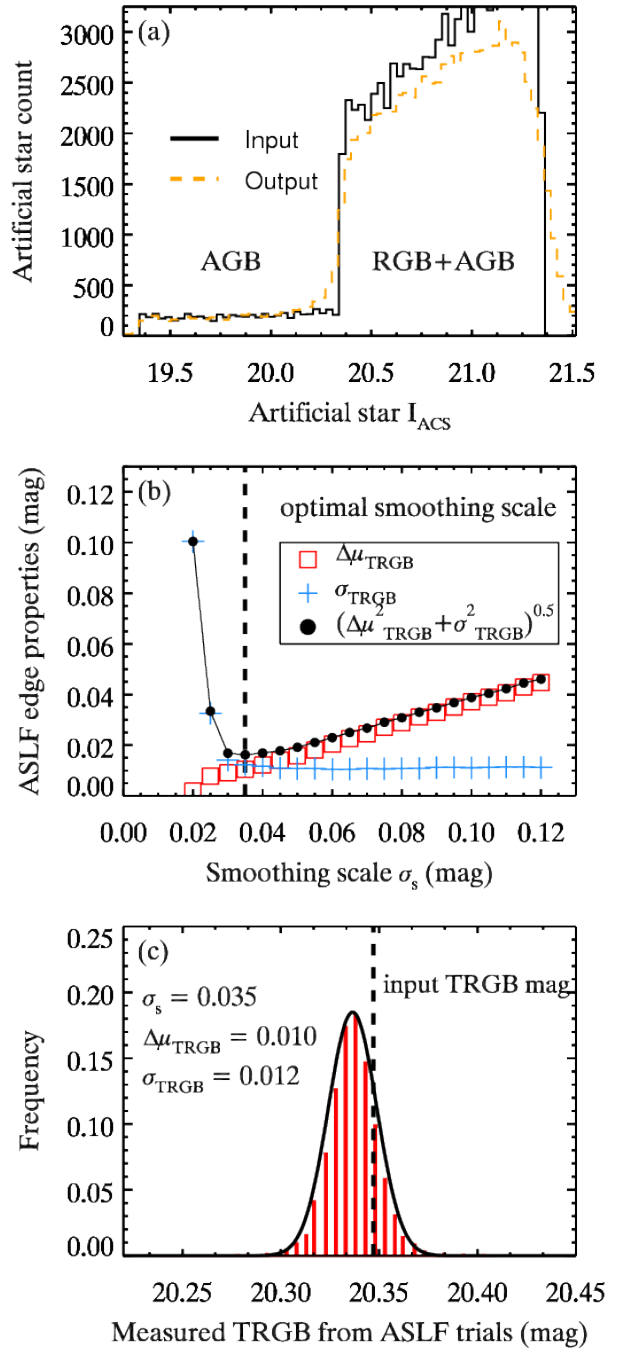 (a)
3000
2500
2000
1500
1000
500
0
Artificial star count
Input
Output
AGB
RGB+AGB
19.5 20.0 20.5 21.0 21.5
Artificial star I_ACS
(b)
optimal smoothing scale
0.12
0.10
0.08
0.06
0.04
0.02
0.00
ASLF edge properties (mag)
Δμ_TRGB
σ_TRGB
(Δμ²_TRGB+σ²_TRGB)^0.5
0.00 0.02 0.04 0.06 0.08 0.10 0.12
Smoothing scale σ_s (mag)
(c)
input TRGB mag
0.25
0.20
0.15
0.10
0.05
0.00
Frequency
σ_s = 0.035
Δμ_TRGB = 0.010
σ_TRGB = 0.012
20.25 20.30 20.35 20.40 20.45
Measured TRGB from ASLF trials (mag)